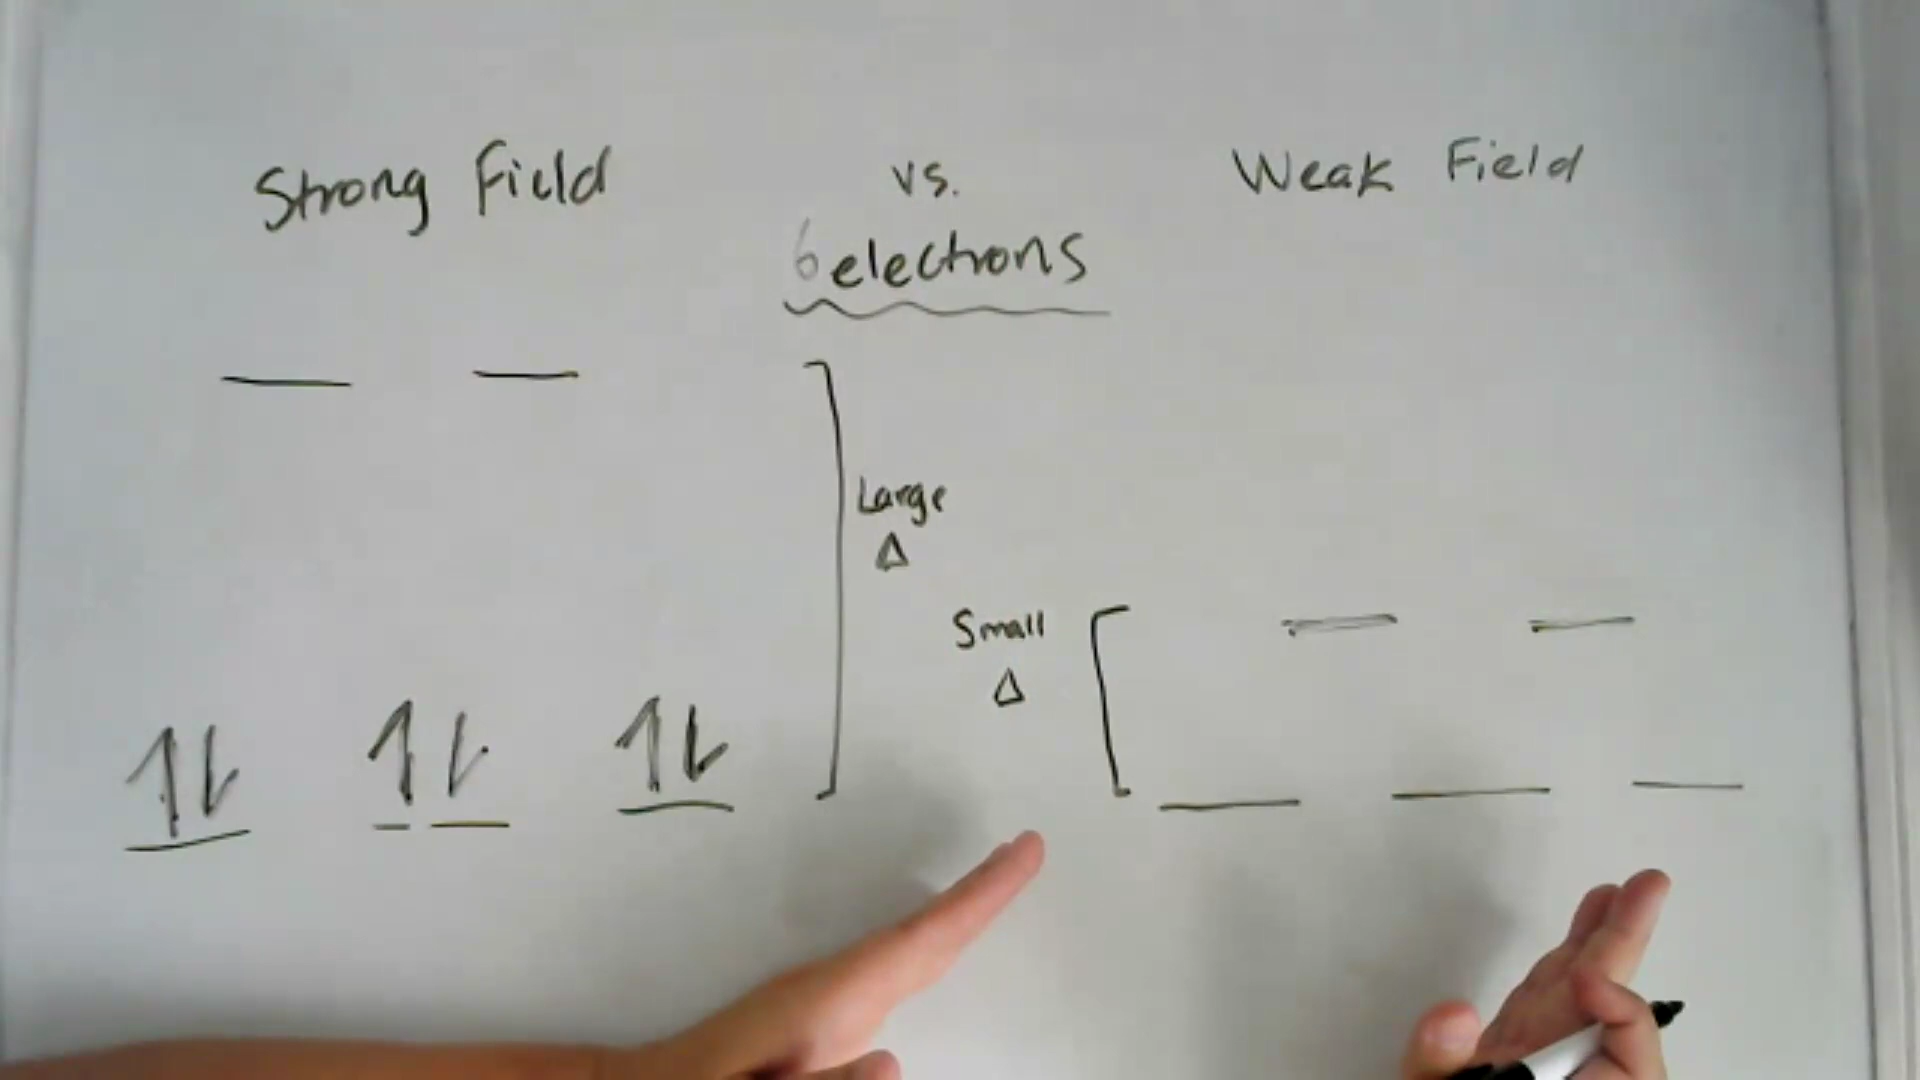 Strong Field vs. Weak Field
6 electrons
Large
Δ
Small
Δ